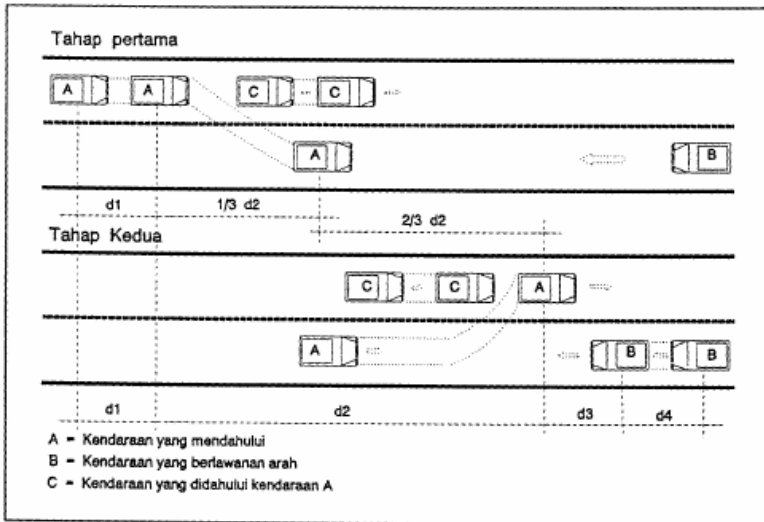 Tahap pertama
A A C C
A B
d1 1/3 d2
2/3 d2
Tahap Kedua
C C A
A B B
d1 d2 d3 d4
A = Kendaraan yang mendahului
B = Kendaraan yang berlawanan arah
C = Kendaraan yang didahului kendaraan A